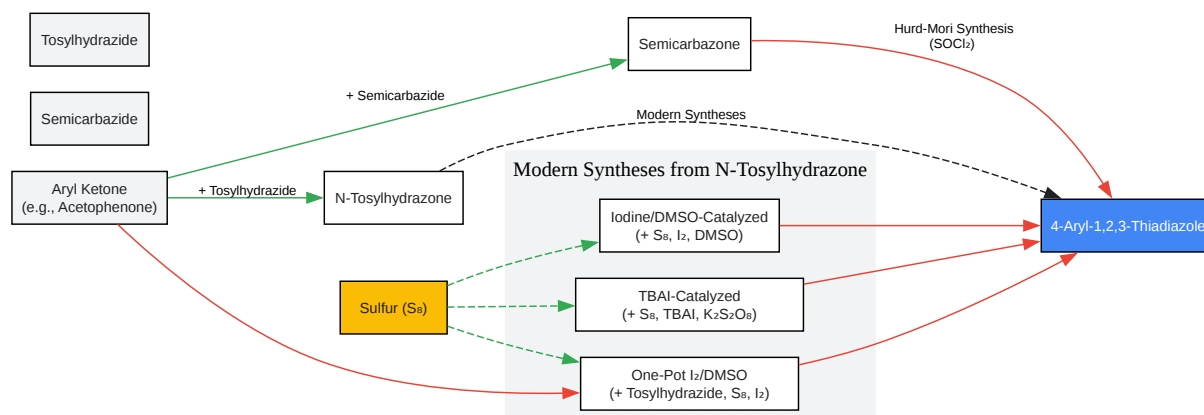 Tosylhydrazide
Semicarbazide
Aryl Ketone
(e.g., Acetophenone)
+ Semicarbazide
+ Tosylhydrazide
Semicarbazone
Hurd-Mori Synthesis
(SOCl₂)
Modern Syntheses
N-Tosylhydrazone
Modern Syntheses from N-Tosylhydrazone
Iodine/DMSO-Catalyzed
(+ S₈, I₂, DMSO)
4-Aryl-1,2,3-Thiadiazole
Sulfur (S₈)
TBAI-Catalyzed
(+ S₈, TBAI, K₂S₂O₈)
One-Pot I₂/DMSO
(+ Tosylhydrazide, S₈, I₂)